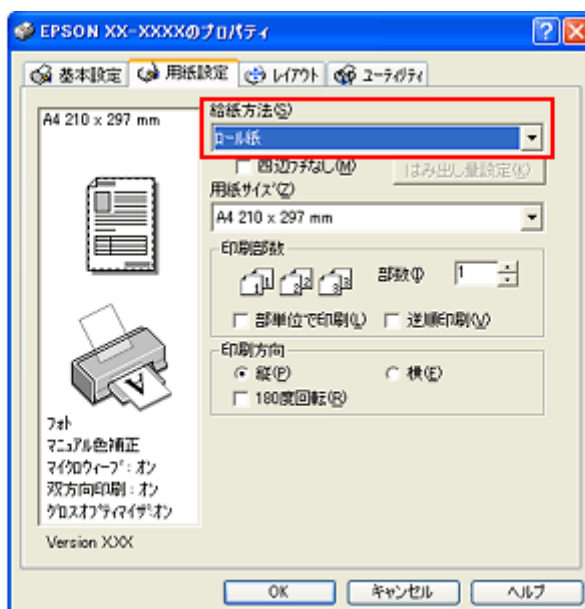 EPSON XX-XXXXのプロパティ
基本設定 用紙設定 レイアウト ユーティリティ
A4 210 x 297 mm
給紙方法(S)
ロール紙
四辺フチなし(M) はみ出し量設定(K)
用紙サイズ(Z)
A4 210 x 297 mm
印刷部数
1 1 2 2 3 3 部数(I) 1
部単位で印刷(L) 逆順印刷(V)
印刷方向
縦(P) 横(E)
180度回転(R)
A
フォト
マニュアル色補正
マイクロウィーブ:オン
双方向印刷:オン
グロスオプティマイザ:オン
Version XXX
OK キャンセル ヘルプ